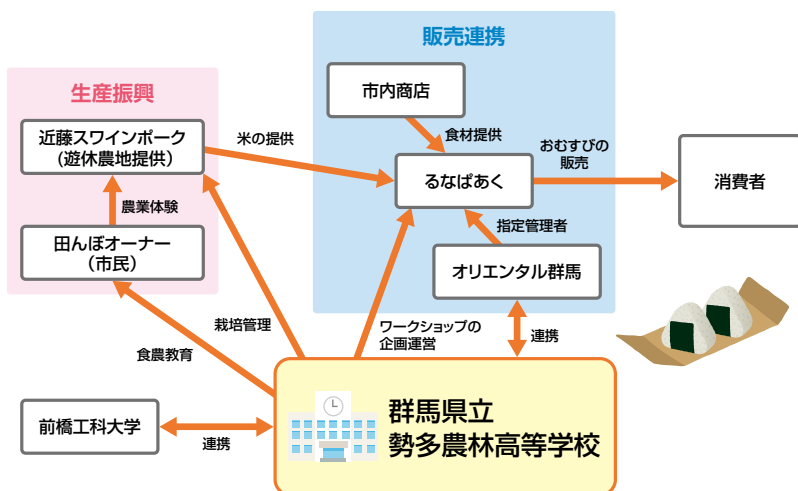 販売連携
生産振興
市内商店
近藤スワインポーク
(遊休農地提供)
米の提供
食材提供
おむすびの
販売
るなぱあく
消費者
農業体験
指定管理者
田んぼオーナー
(市民)
オリエンタル群馬
栽培管理
ワークショップの
企画運営
連携
食農教育
群馬県立
勢多農林高等学校
前橋工科大学
連携